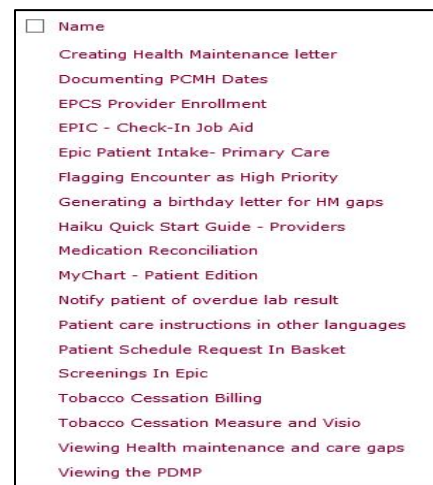 Name
Creating Health Maintenance letter
Documenting PCMH Dates
EPCS Provider Enrollment
EPIC - Check-In Job Aid
Epic Patient Intake- Primary Care
Flagging Encounter as High Priority
Generating a birthday letter for HM gaps
Haiku Quick Start Guide - Providers
Medication Reconciliation
MyChart - Patient Edition
Notify patient of overdue lab result
Patient care instructions in other languages
Patient Schedule Request In Basket
Screenings In Epic
Tobacco Cessation Billing
Tobacco Cessation Measure and Visio
Viewing Health maintenance and care gaps
Viewing the PDMP